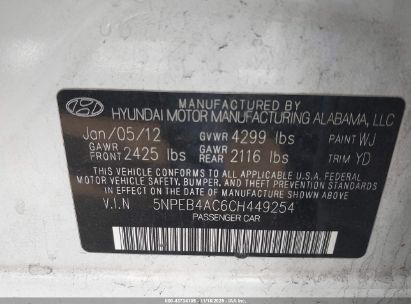 MANUFACTURED BY
HYUNDAI MOTOR MANUFACTURING ALABAMA, LLC
Jan/05/12 GVWR 4299 lbs PAINT WJ
GAWR FRONT 2425 lbs GAWR REAR 2116 lbs TRIM YD
THIS VEHICLE CONFORMS TO ALL APPLICABLE FEDERAL
MOTOR VEHICLE SAFETY, BUMPER, AND THEFT PREVENTION
STANDARDS IN EFFECT ON THE DATE OF MANUFACTURE SHOWN ABOVE
V.I.N 5NPEB4AC6CH449254
PASSENGER CAR